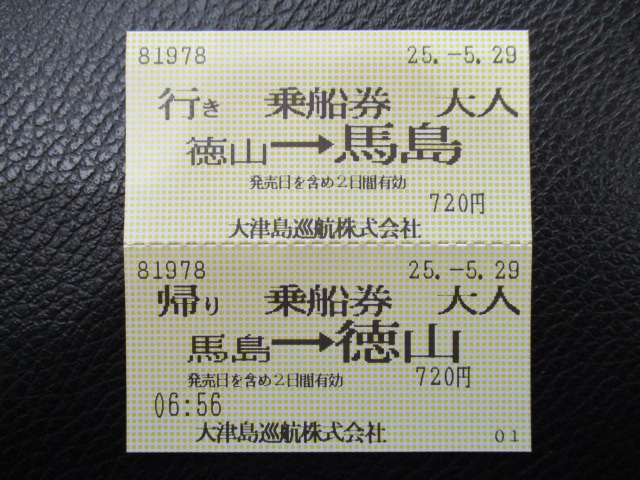 81978 25.-5.29
行き 乗船券 大人
徳山→馬島
発売日を含め2日間有効
720円
大津島巡航株式会社
81978 25.-5.29
帰り 乗船券 大人
馬島→徳山
発売日を含め2日間有効 720円
06:56
大津島巡航株式会社 01